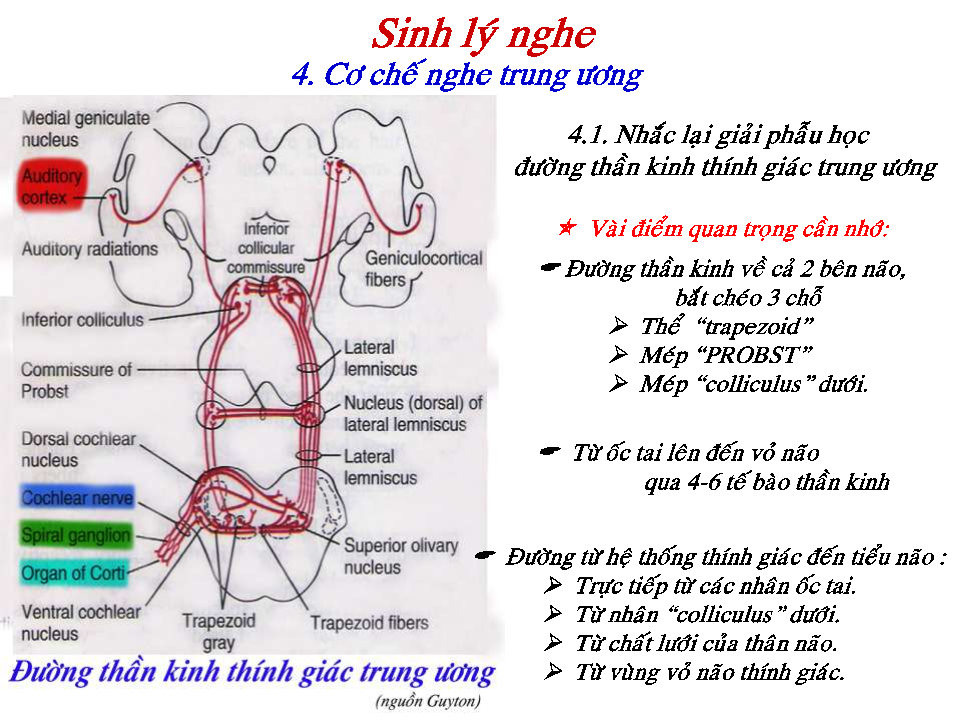 Sinh lý nghe
4. Cơ chế nghe trung ương
Medial geniculate
nucleus
Auditory
cortex
Auditory radiations
Inferior
collicular
commissure
Geniculocortical
fibers
Inferior colliculus
Commissure of
Probst
Lateral
lemniscus
Nucleus (dorsal) of
lateral lemniscus
Dorsal cochlear
nucleus
Lateral
lemniscus
Cochlear nerve
Spiral ganglion
Organ of Corti
Superior olivary
nucleus
Ventral cochlear
nucleus
Trapezoid
gray
Trapezoid fibers
Đường thần kinh thính giác trung ương
(nguồn Guyton)
4.1. Nhắc lại giải phẫu học
đường thần kinh thính giác trung ương
Vài điểm quan trọng cần nhớ:
Đường thần kinh về cả 2 bên não,
bắt chéo 3 chỗ
Thể “trapezoid”
Mép “PROBST”
Mép “colliculus” dưới.
Từ ốc tai lên đến vỏ não
qua 4-6 tế bào thần kinh
Đường từ hệ thống thính giác đến tiểu não :
Trực tiếp từ các nhân ốc tai.
Từ nhân “colliculus” dưới.
Từ chất lưới của thân não.
Từ vùng vỏ não thính giác.